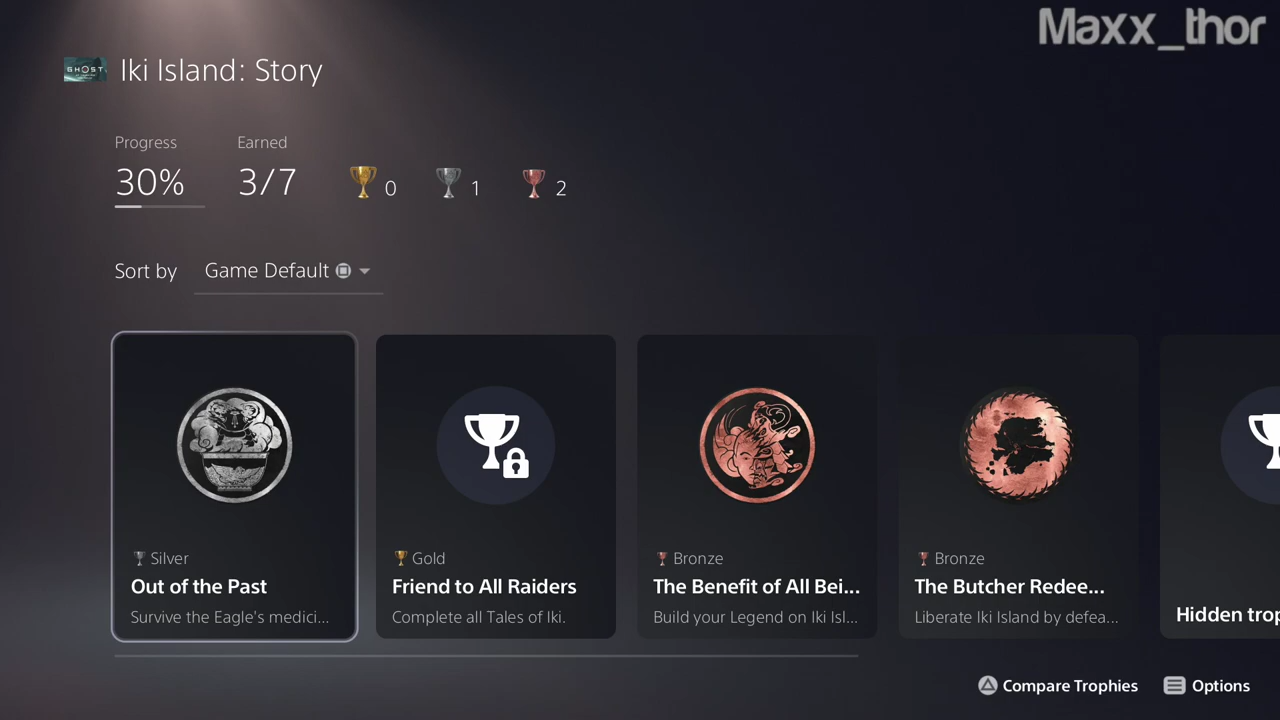 Maxx_thor
GHOST
Iki Island: Story
Progress
Earned
30%
3/7
0
1
2
Sort by
Game Default
Silver
Out of the Past
Survive the Eagle's medici...
Gold
Friend to All Raiders
Complete all Tales of Iki.
Bronze
The Benefit of All Bei...
Build your Legend on Iki Isl...
Bronze
The Butcher Redee...
Liberate Iki Island by defea...
Hidden trop
Compare Trophies
Options